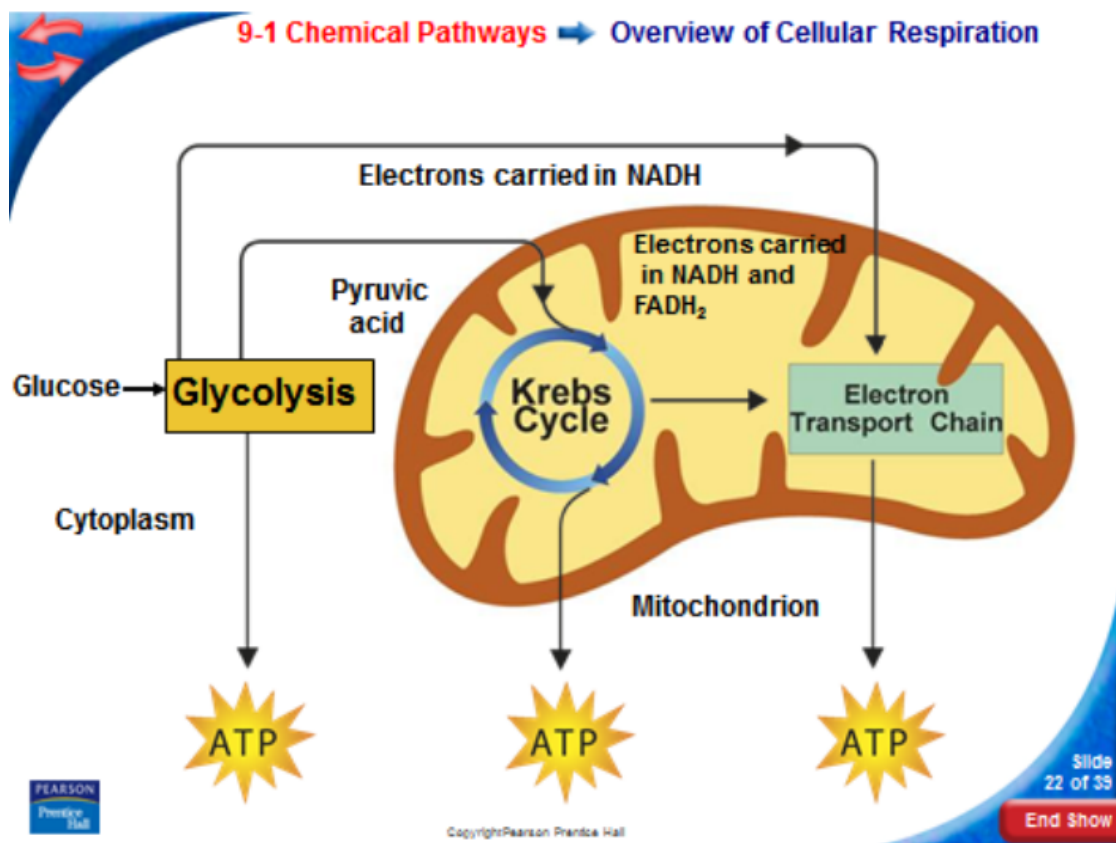 9-1 Chemical Pathways Overview of Cellular Respiration
Electrons carried in NADH
Electrons carried
in NADH and
FADH₂
Pyruvic
acid
Glucose
Glycolysis
Krebs
Cycle
Electron
Transport Chain
Cytoplasm
Mitochondrion
ATP
ATP
ATP
PEARSON
Prentice
Hall
Slide
22 of 39
End Show
Copyright Pearson Prentice Hall